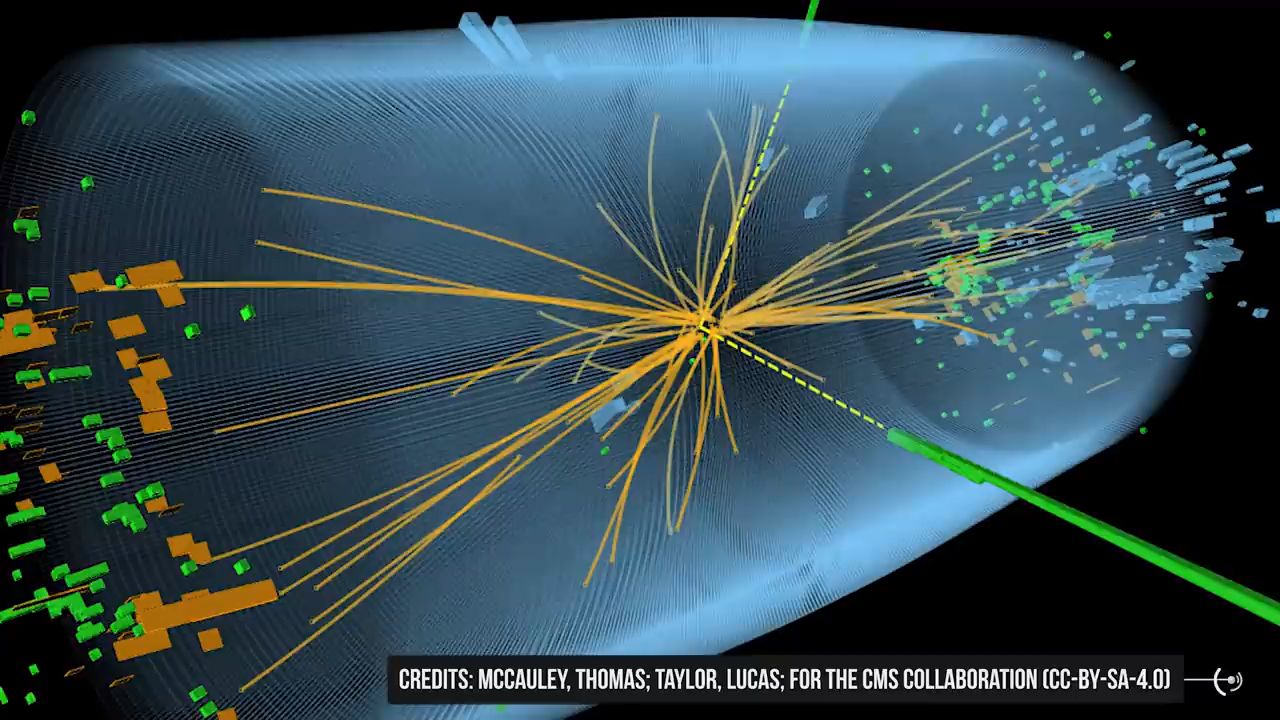 CREDITS: MCCAULEY, THOMAS; TAYLOR, LUCAS; FOR THE CMS COLLABORATION (CC-BY-SA-4.0)